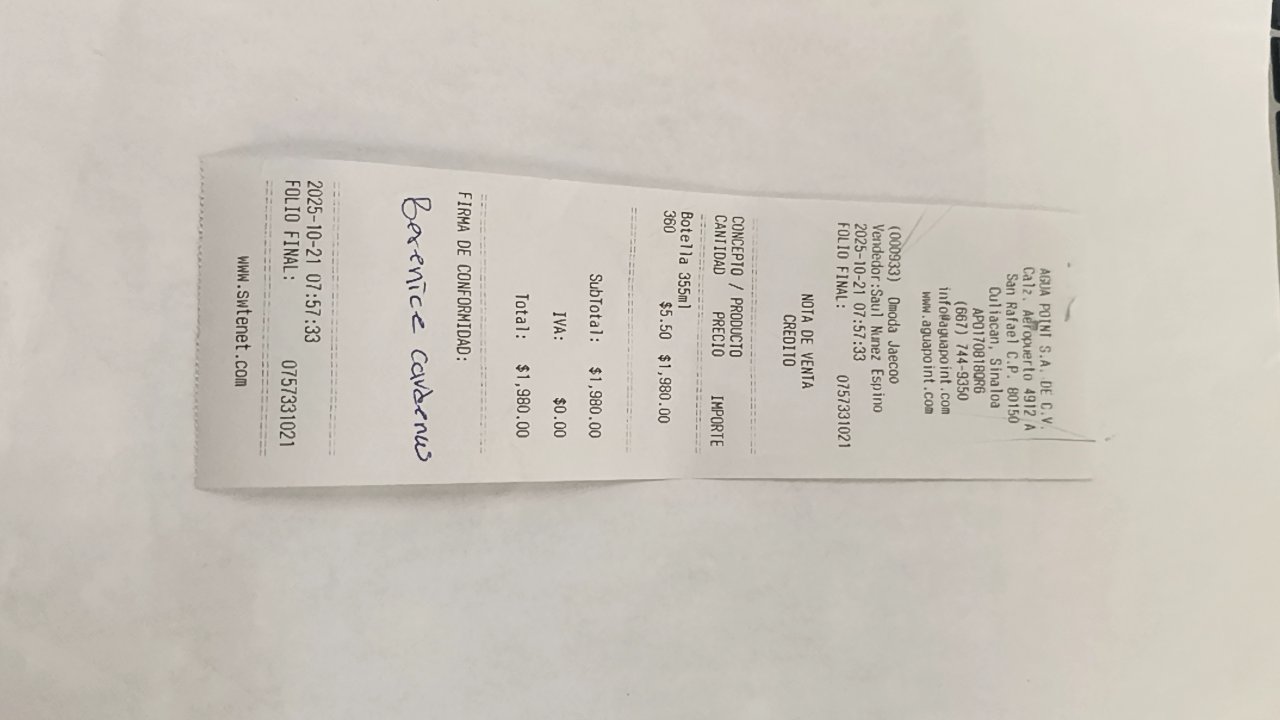 AGUA POINT S.A. DE C.V.
Calz. Aeropuerto 4912 A
San Rafael C.P. 80150
Culiacan, Sinaloa
APO170818QR6
(667) 744-9350
info@aguapoint.com
www.aguapoint.com
(000933) Omoda Jaecoo
Vendedor:Saul Nunez Espino
2025-10-21 07:57:33
FOLIO FINAL: 0757331021
NOTA DE VENTA
CREDITO
CONCEPTO / PRODUCTO
CANTIDAD PRECIO IMPORTE
Botella 355ml
360 $5.50 $1,980.00
SubTotal: $1,980.00
IVA: $0.00
Total: $1,980.00
FIRMA DE CONFORMIDAD:
Berenice
2025-10-21 07:57:33
FOLIO FINAL: 0757331021
www.swtenet.com